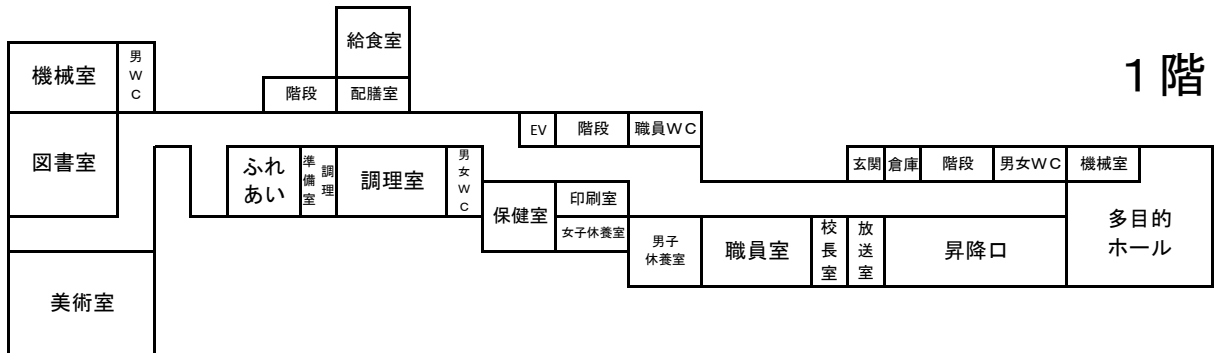 給食室
1階
機械室
男WC
階段
配膳室
EV
階段
職員WC
図書室
ふれ
あい
準備室
調理
調理室
男女WC
玄関
倉庫
階段
男女WC
機械室
保健室
印刷室
女子休養室
男子
休養室
職員室
校長室
放送室
昇降口
多目的
ホール
美術室